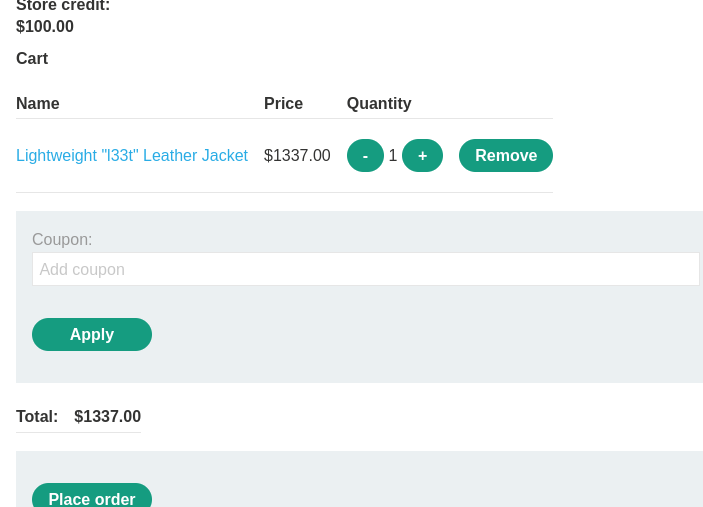 Store credit:
$100.00
Cart
Name Price Quantity
Lightweight "l33t" Leather Jacket $1337.00 - 1 + Remove
Coupon:
Add coupon
Apply
Total: $1337.00
Place order